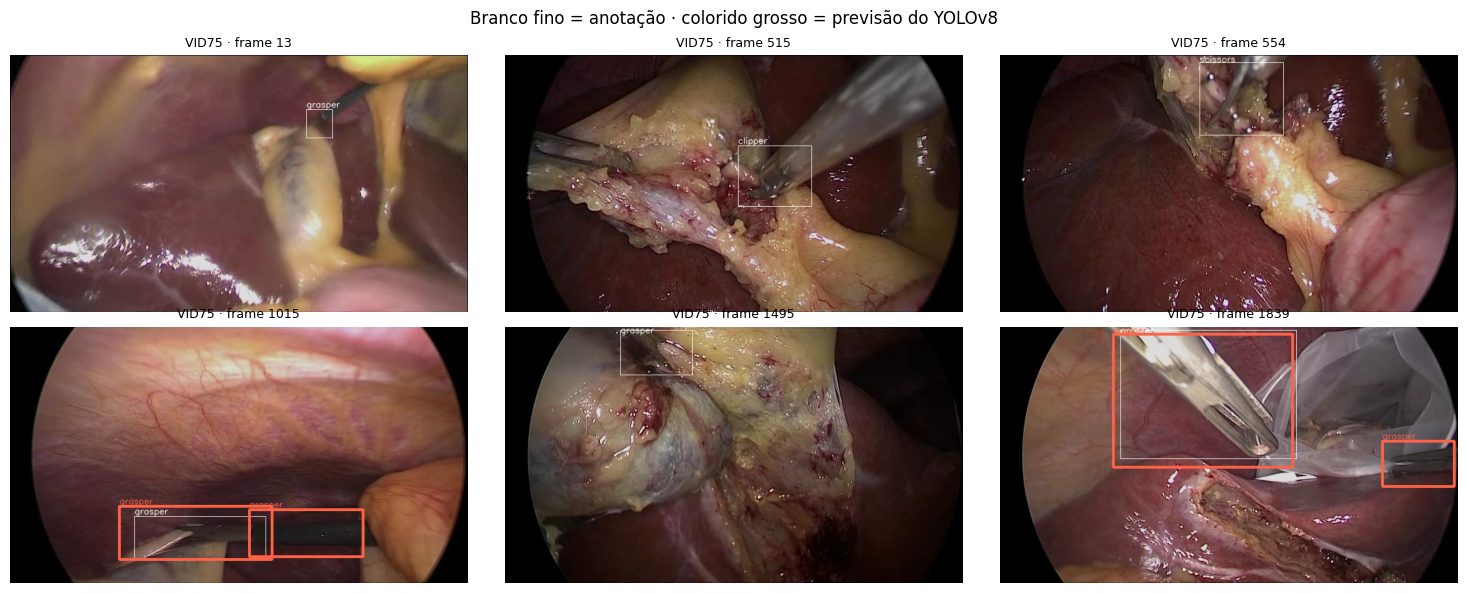 Branco fino = anotação · colorido grosso = previsão do YOLOv8
VID75 · frame 13
VID75 · frame 515
VID75 · frame 554
grasper
clipper
scissors
VID75 · frame 1015
VID75 · frame 1495
VID75 · frame 1839
grasper
grasper
grasper
grasper
grasper